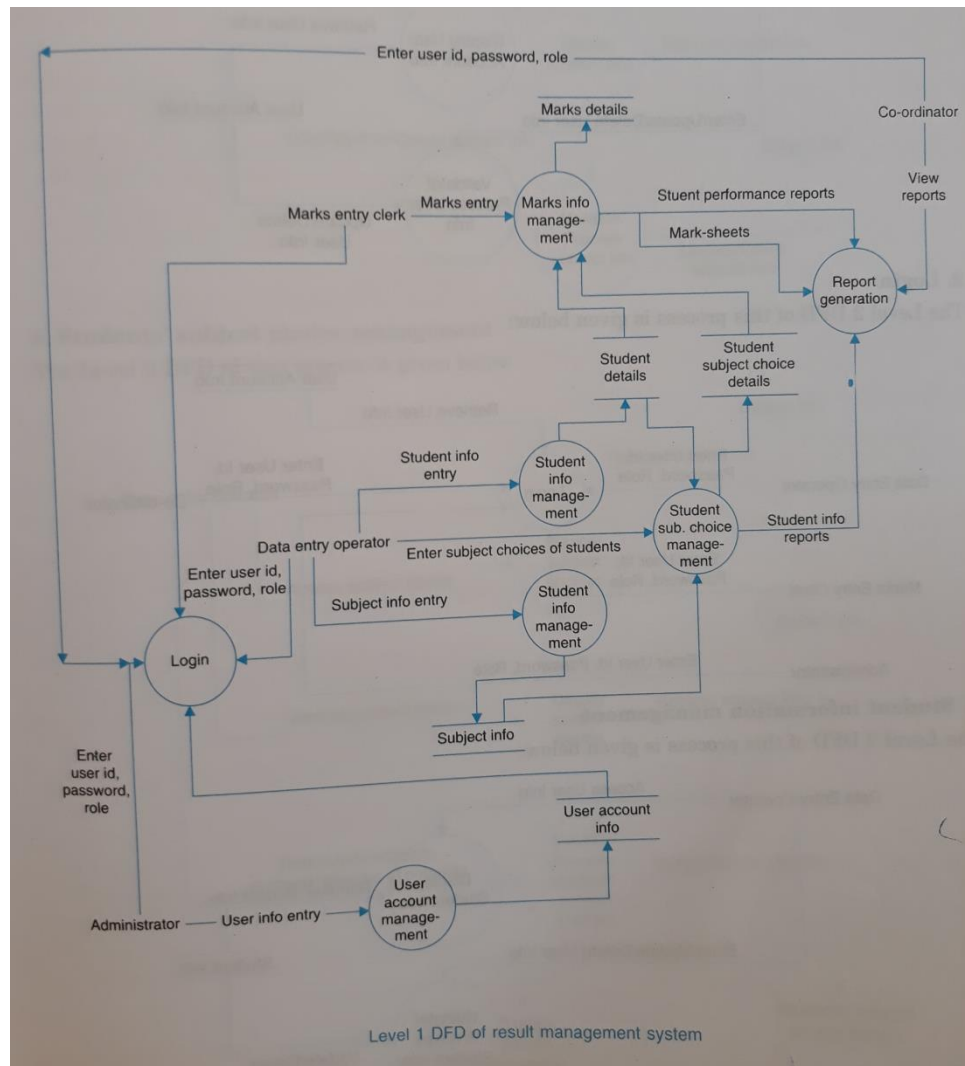 Enter user id, password, role
Marks details
Co-ordinator
View
reports
Marks entry clerk
Marks entry
Marks info
manage-
ment
Stuent performance reports
Mark-sheets
Report
generation
Student
details
Student
subject choice
details
Student info
entry
Student
info
manage-
ment
Student
sub. choice
manage-
ment
Student info
reports
Data entry operator
Enter subject choices of students
Enter user id,
password, role
Subject info entry
Student
info
manage-
ment
Login
Subject info
Enter
user id,
password,
role
User account
info
Administrator
User info entry
User
account
manage-
ment
Level 1 DFD of result management system